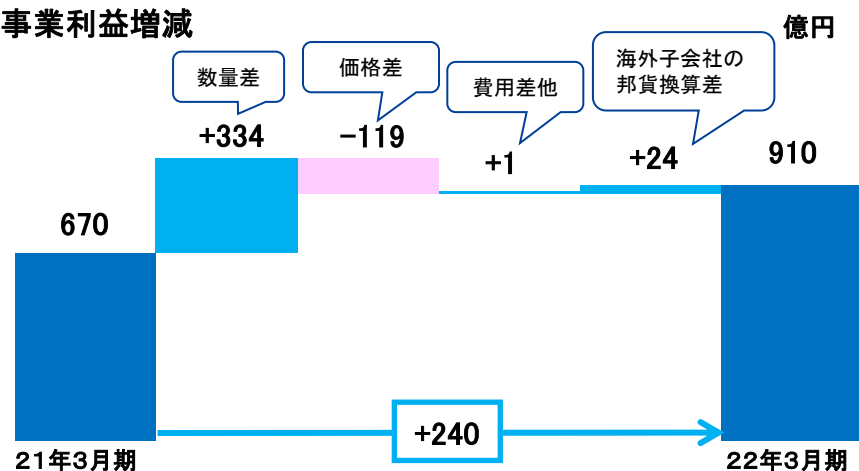 事業利益増減
億円
数量差
価格差
費用差他
海外子会社の
邦貨換算差
+334
−119
+1
+24
910
670
+240
21年3月期
22年3月期